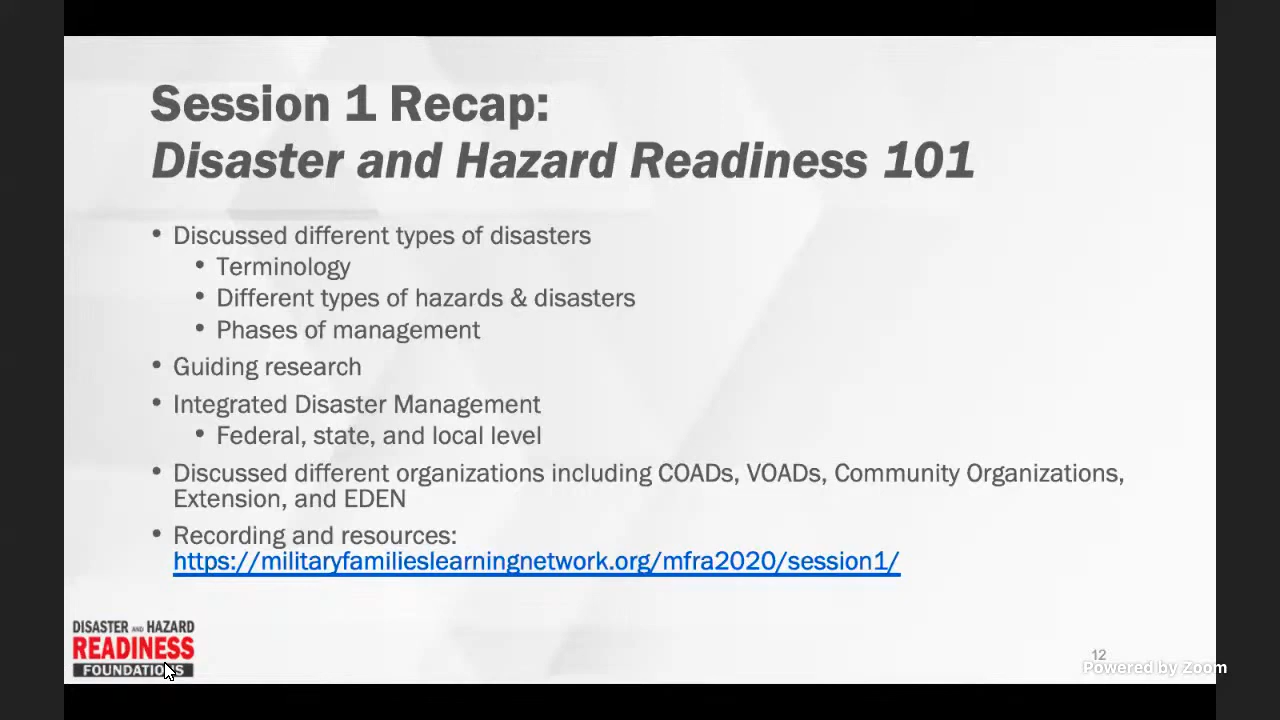 Session 1 Recap:
Disaster and Hazard Readiness 101
• Discussed different types of disasters
• Terminology
• Different types of hazards & disasters
• Phases of management
• Guiding research
• Integrated Disaster Management
• Federal, state, and local level
• Discussed different organizations including COADs, VOADs, Community Organizations,
Extension, and EDEN
• Recording and resources:
https://militaryfamilieslearningnetwork.org/mfra2020/session1/
DISASTER AND HAZARD
READINESS
FOUNDATIONS
12
Powered by Zoom